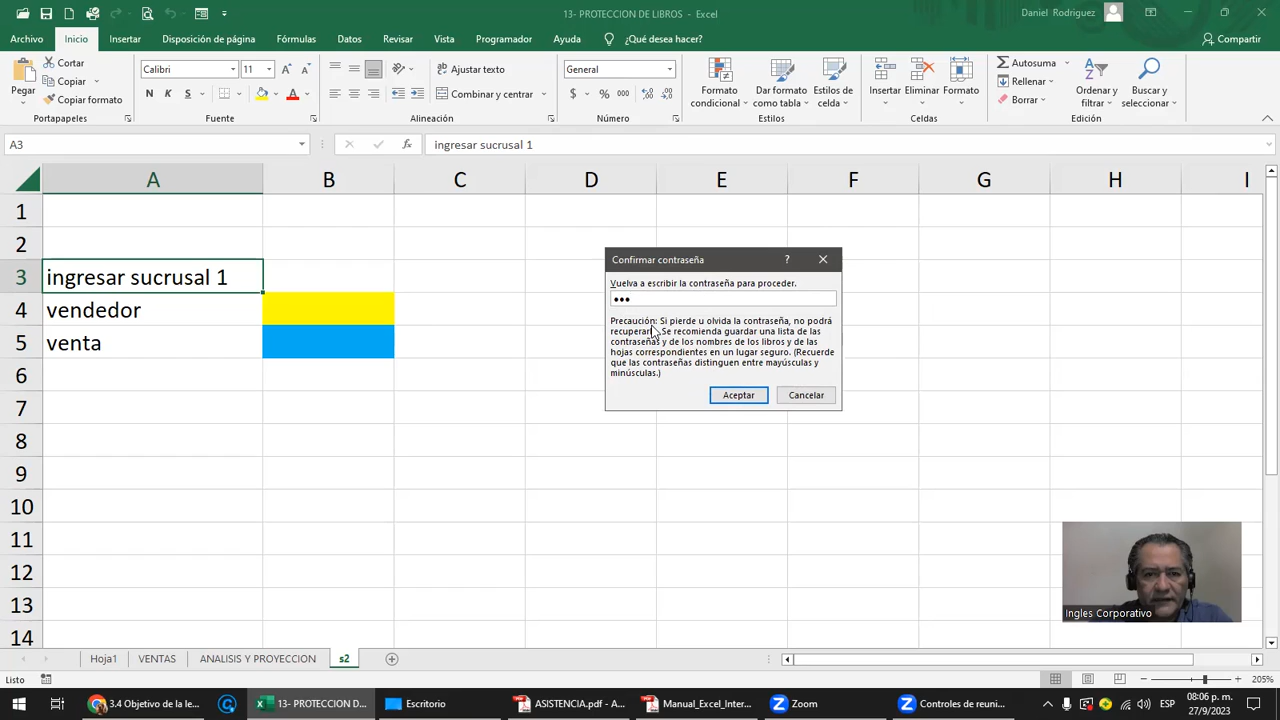 13- PROTECCION DE LIBROS - Excel
Daniel Rodriguez
Archivo Inicio Insertar Disposición de página Fórmulas Datos Revisar Vista Programador Ayuda ¿Qué desea hacer? Compartir
Pegar
Cortar
Copiar
Copiar formato
Portapapeles
Calibri 11
N K S
Fuente
Ajustar texto
Combinar y centrar
Alineación
General
$ % 000
Número
Formato condicional
Dar formato como tabla
Estilos de celda
Estilos
Insertar Eliminar Formato
Celdas
Autosuma
Rellenar
Borrar
Ordenar y filtrar
Buscar y seleccionar
Edición
A3 fx ingresar sucrusal 1
A B C D E F G H I
1
2
3 ingresar sucrusal 1
4 vendedor
5 venta
6
7
8
9
10
11
12
13
14
Confirmar contraseña ?
Vuelva a escribir la contraseña para proceder.
•••
Precaución: Si pierde u olvida la contraseña, no podrá
recuperarla. Se recomienda guardar una lista de las
contraseñas y de los nombres de los libros y de las
hojas correspondientes en un lugar seguro. (Recuerde
que las contraseñas distinguen entre mayúsculas y
minúsculas.)
Aceptar Cancelar
Ingles Corporativo
Hoja1 VENTAS ANALISIS Y PROYECCION s2
Listo 205%
3.4 Objetivo de la le... 13- PROTECCION D... Escritorio ASISTENCIA.pdf - A... Manual_Excel_Inter... Zoom Controles de reuni... ESP
08:06 p. m.
27/9/2023